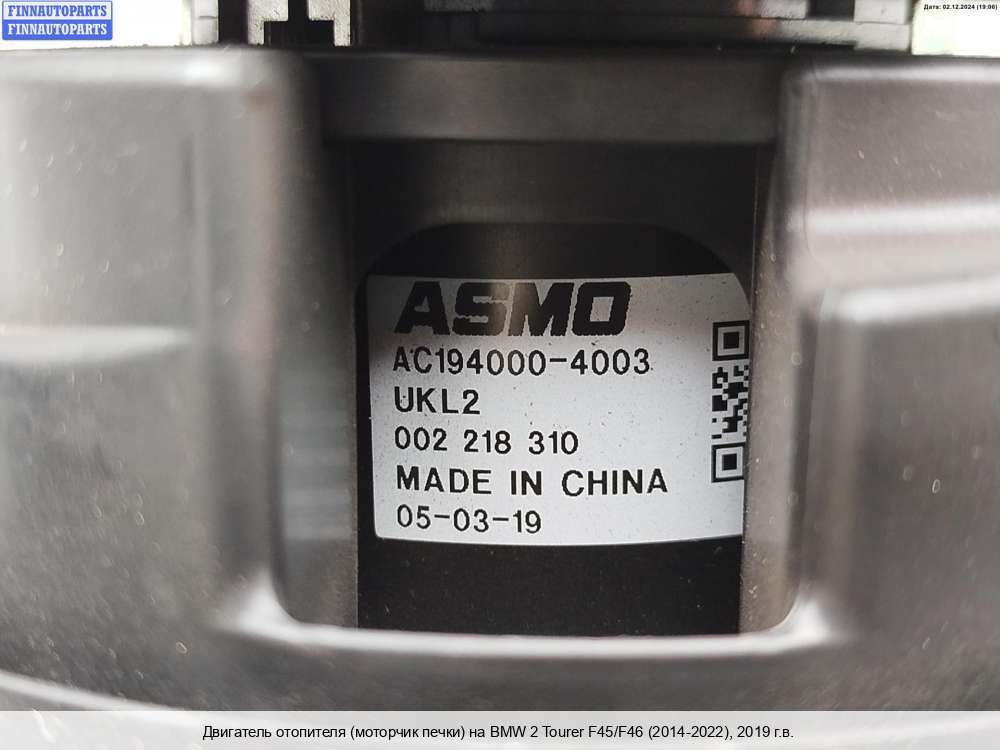 FINNAUTOPARTS
FINNAUTOPARTS
Дата: 02.12.2024 (19:06)
ASMO
AC194000-4003
UKL2
002 218 310
MADE IN CHINA
05-03-19
Двигатель отопителя (моторчик печки) на BMW 2 Tourer F45/F46 (2014-2022), 2019 г.в.